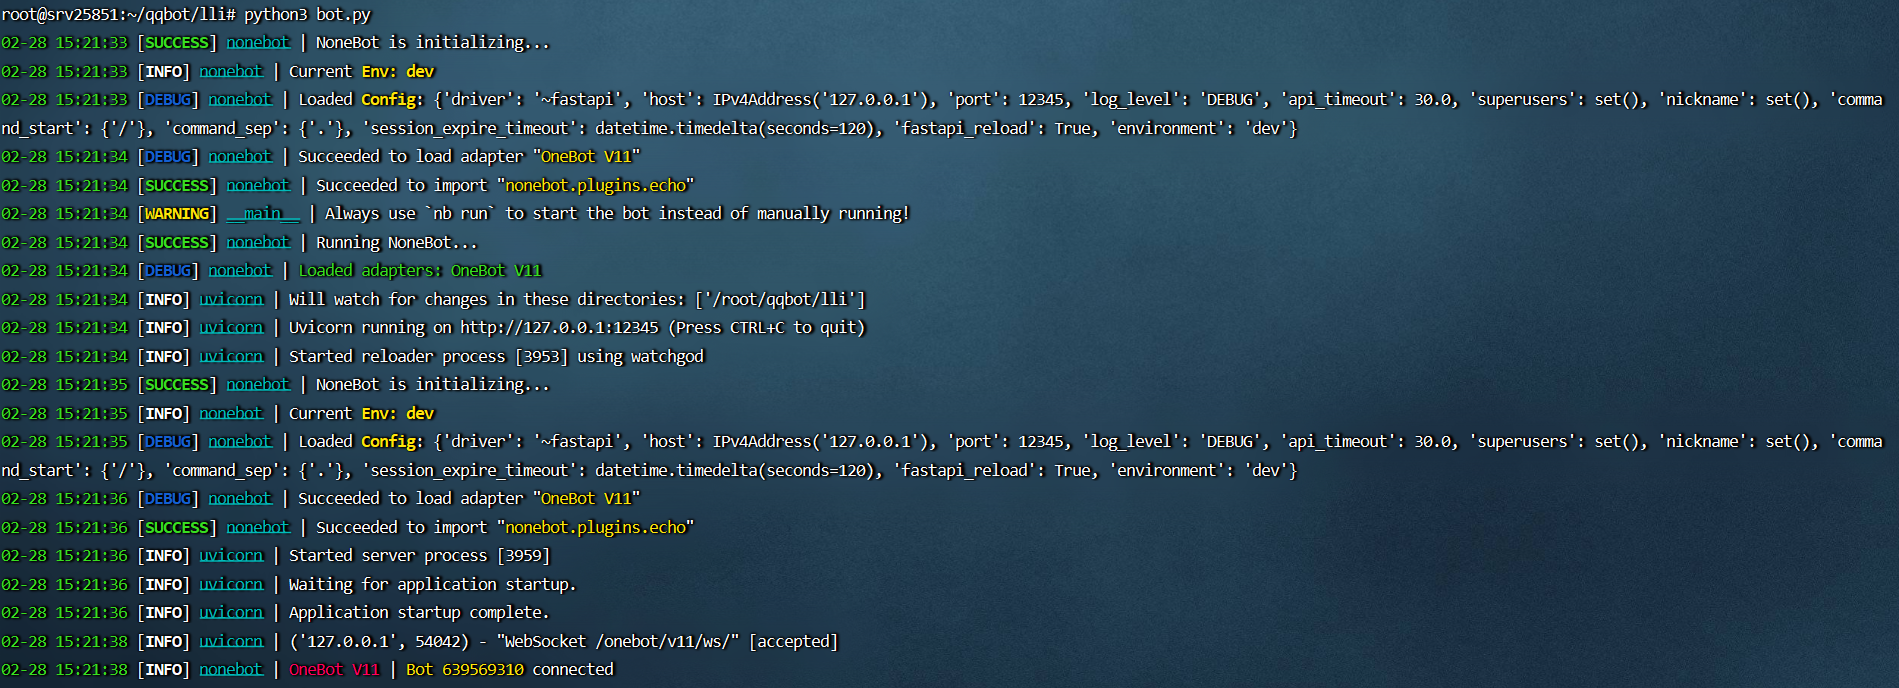 root@srv25851:~/qqbot/lli# python3 bot.py
02-28 15:21:33 [SUCCESS] nonebot | NoneBot is initializing...
02-28 15:21:33 [INFO] nonebot | Current Env: dev
02-28 15:21:33 [DEBUG] nonebot | Loaded Config: {'driver': '~fastapi', 'host': IPv4Address('127.0.0.1'), 'port': 12345, 'log_level': 'DEBUG', 'api_timeout': 30.0, 'superusers': set(), 'nickname': set(), 'comma
nd_start': {'/'}, 'command_sep': {'.'}, 'session_expire_timeout': datetime.timedelta(seconds=120), 'fastapi_reload': True, 'environment': 'dev'}
02-28 15:21:34 [DEBUG] nonebot | Succeeded to load adapter "OneBot V11"
02-28 15:21:34 [SUCCESS] nonebot | Succeeded to import "nonebot.plugins.echo"
02-28 15:21:34 [WARNING] __main__ | Always use `nb run` to start the bot instead of manually running!
02-28 15:21:34 [SUCCESS] nonebot | Running NoneBot...
02-28 15:21:34 [DEBUG] nonebot | Loaded adapters: OneBot V11
02-28 15:21:34 [INFO] uvicorn | Will watch for changes in these directories: ['/root/qqbot/lli']
02-28 15:21:34 [INFO] uvicorn | Uvicorn running on http://127.0.0.1:12345 (Press CTRL+C to quit)
02-28 15:21:34 [INFO] uvicorn | Started reloader process [3953] using watchgod
02-28 15:21:35 [SUCCESS] nonebot | NoneBot is initializing...
02-28 15:21:35 [INFO] nonebot | Current Env: dev
02-28 15:21:35 [DEBUG] nonebot | Loaded Config: {'driver': '~fastapi', 'host': IPv4Address('127.0.0.1'), 'port': 12345, 'log_level': 'DEBUG', 'api_timeout': 30.0, 'superusers': set(), 'nickname': set(), 'comma
nd_start': {'/'}, 'command_sep': {'.'}, 'session_expire_timeout': datetime.timedelta(seconds=120), 'fastapi_reload': True, 'environment': 'dev'}
02-28 15:21:36 [DEBUG] nonebot | Succeeded to load adapter "OneBot V11"
02-28 15:21:36 [SUCCESS] nonebot | Succeeded to import "nonebot.plugins.echo"
02-28 15:21:36 [INFO] uvicorn | Started server process [3959]
02-28 15:21:36 [INFO] uvicorn | Waiting for application startup.
02-28 15:21:36 [INFO] uvicorn | Application startup complete.
02-28 15:21:38 [INFO] uvicorn | ('127.0.0.1', 54042) - "WebSocket /onebot/v11/ws/" [accepted]
02-28 15:21:38 [INFO] nonebot | OneBot V11 | Bot 639569310 connected